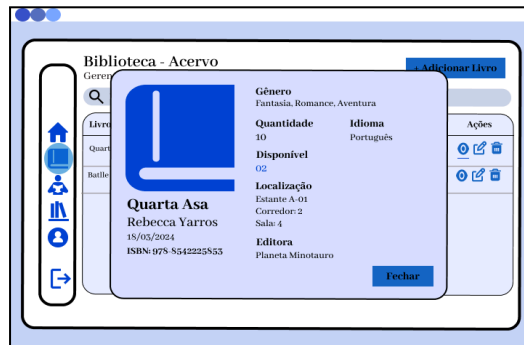 Biblioteca - Acervo
Geren
+ Adicionar Livro
Livro
Ações
Quart
Batlle
Gênero
Fantasia, Romance, Aventura
Quantidade
Idioma
10
Português
Disponível
02
Localização
Estante A-01
Corredor: 2
Sala: 4
Editora
Planeta Minotauro
Quarta Asa
Rebecca Yarros
18/03/2024
ISBN: 978-8542225853
Fechar